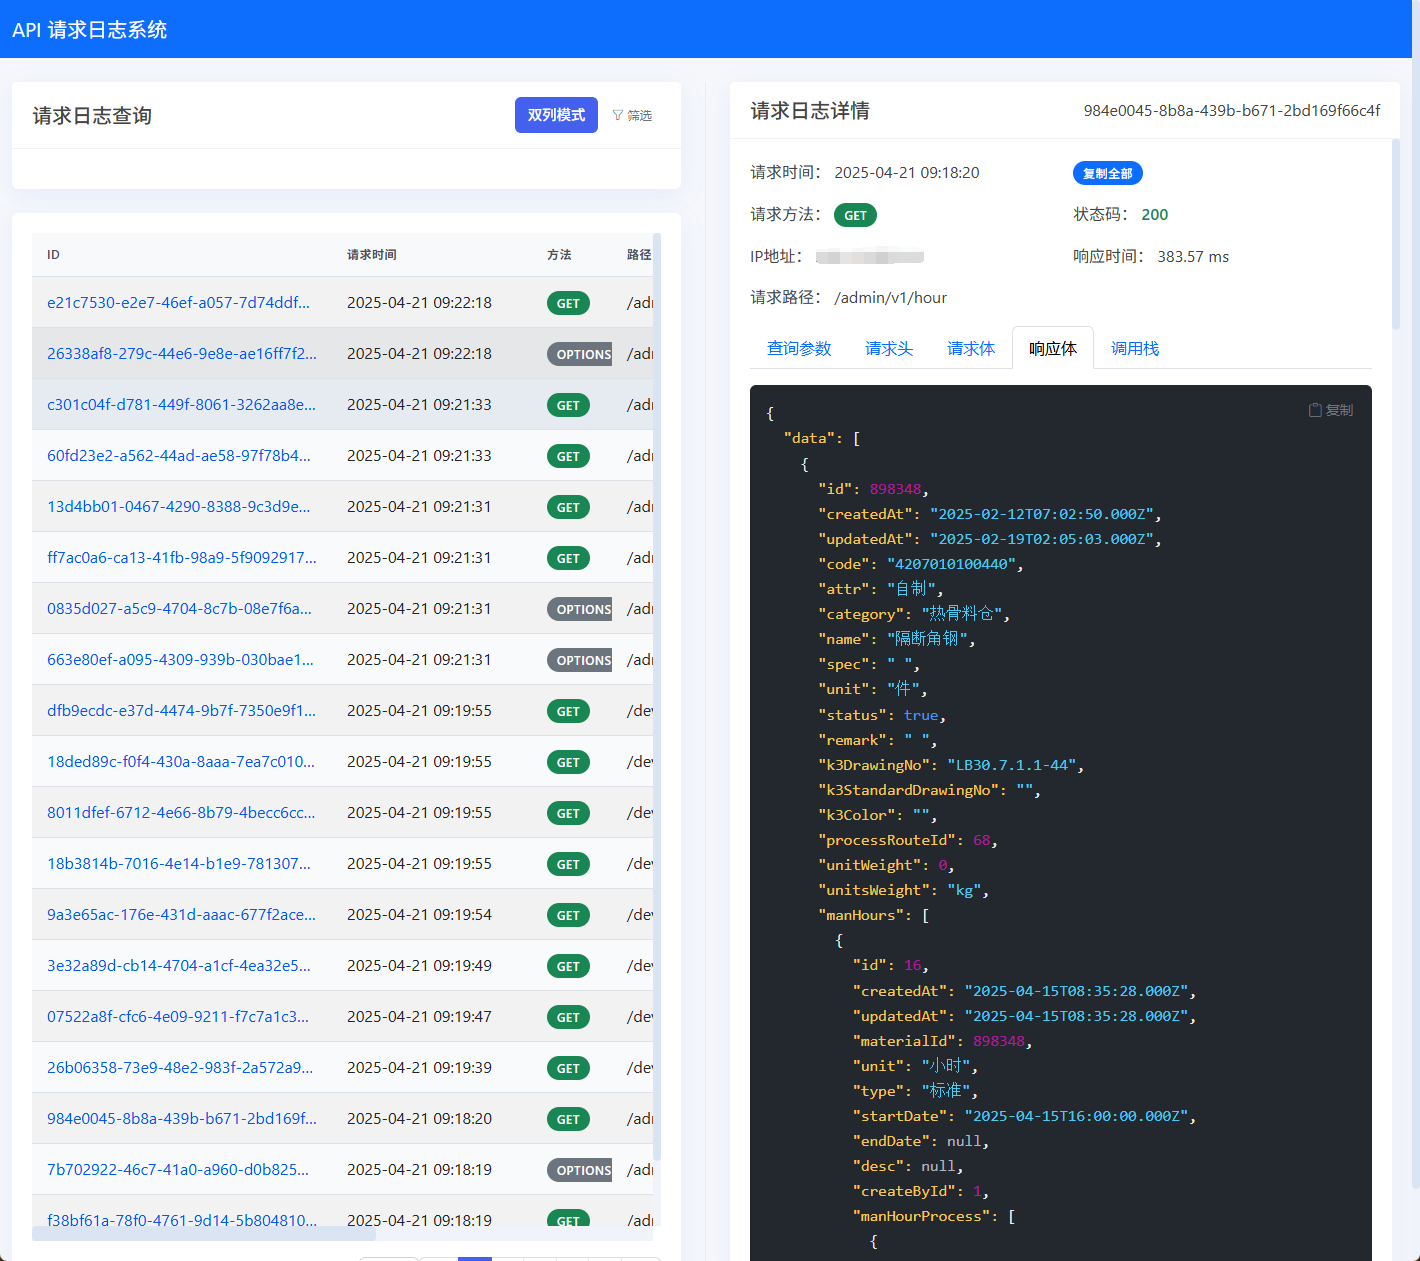 API 请求日志系统
请求日志查询
双列模式
筛选
ID 请求时间 方法 路径
e21c7530-e2e7-46ef-a057-7d74ddf... 2025-04-21 09:22:18 GET /adı
26338af8-279c-44e6-9e8e-ae16ff7f2... 2025-04-21 09:22:18 OPTIONS /adı
c301c04f-d781-449f-8061-3262aa8e... 2025-04-21 09:21:33 GET /adı
60fd23e2-a562-44ad-ae58-97f78b4... 2025-04-21 09:21:33 GET /adı
13d4bb01-0467-4290-8388-9c3d9e... 2025-04-21 09:21:31 GET /adı
ff7ac0a6-ca13-41fb-98a9-5f9092917... 2025-04-21 09:21:31 GET /adı
0835d027-a5c9-4704-8c7b-08e7f6a... 2025-04-21 09:21:31 OPTIONS /adı
663e80ef-a095-4309-939b-030bae1... 2025-04-21 09:21:31 OPTIONS /adı
dfb9ecdc-e37d-4474-9b7f-7350e9f1... 2025-04-21 09:19:55 GET /dev
18ded89c-f0f4-430a-8aaa-7ea7c010... 2025-04-21 09:19:55 GET /dev
8011dfef-6712-4e66-8b79-4becc6cc... 2025-04-21 09:19:55 GET /dev
18b3814b-7016-4e14-b1e9-781307... 2025-04-21 09:19:55 GET /dev
9a3e65ac-176e-431d-aaac-677f2ace... 2025-04-21 09:19:54 GET /dev
3e32a89d-cb14-4704-a1cf-4ea32e5... 2025-04-21 09:19:49 GET /dev
07522a8f-cfc6-4e09-9211-f7c7a1c3... 2025-04-21 09:19:47 GET /dev
26b06358-73e9-48e2-983f-2a572a9... 2025-04-21 09:19:39 GET /dev
984e0045-8b8a-439b-b671-2bd169f... 2025-04-21 09:18:20 GET /adı
7b702922-46c7-41a0-a960-d0b825... 2025-04-21 09:18:19 OPTIONS /adı
f38bf61a-78f0-4761-9d14-5b804810... 2025-04-21 09:18:19 GET /adı
请求日志详情 984e0045-8b8a-439b-b671-2bd169f66c4f
请求时间： 2025-04-21 09:18:20 复制全部
请求方法： GET 状态码： 200
IP地址： 响应时间： 383.57 ms
请求路径： /admin/v1/hour
查询参数 请求头 请求体 响应体 调用栈
复制
{
"data": [
{
"id": 898348,
"createdAt": "2025-02-12T07:02:50.000Z",
"updatedAt": "2025-02-19T02:05:03.000Z",
"code": "4207010100440",
"attr": "自制",
"category": "热骨料仓",
"name": "隔断角钢",
"spec": " ",
"unit": "件",
"status": true,
"remark": " ",
"k3DrawingNo": "LB30.7.1.1-44",
"k3StandardDrawingNo": "",
"k3Color": "",
"processRouteId": 68,
"unitWeight": 0,
"unitsWeight": "kg",
"manHours": [
{
"id": 16,
"createdAt": "2025-04-15T08:35:28.000Z",
"updatedAt": "2025-04-15T08:35:28.000Z",
"materialId": 898348,
"unit": "小时",
"type": "标准",
"startDate": "2025-04-15T16:00:00.000Z",
"endDate": null,
"desc": null,
"createById": 1,
"manHourProcess": [
{